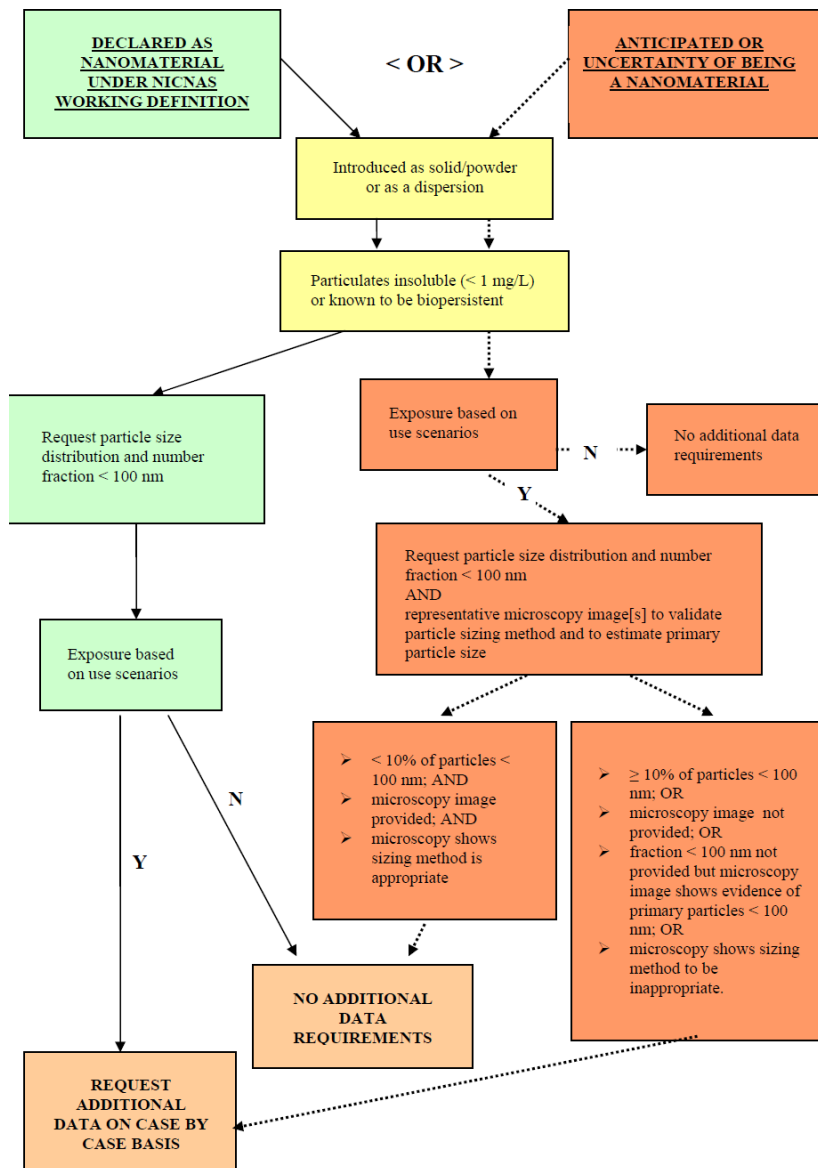 DECLARED AS
NANOMATERIAL
UNDER NICNAS
WORKING DEFINITION
< OR >
ANTICIPATED OR
UNCERTAINTY OF BEING
A NANOMATERIAL
Introduced as solid/powder
or as a dispersion
Particulates insoluble (< 1 mg/L)
or known to be biopersistent
Request particle size
distribution and number
fraction < 100 nm
Exposure based on
use scenarios
N
No additional data
requirements
Y
Request particle size distribution and number
fraction < 100 nm
AND
representative microscopy image[s] to validate
particle sizing method and to estimate primary
particle size
Exposure based
on use scenarios
Y
N
➢ < 10% of particles <
100 nm; AND
➢ microscopy image
provided; AND
➢ microscopy shows
sizing method is
appropriate
➢ ≥ 10% of particles < 100
nm; OR
➢ microscopy image not
provided; OR
➢ fraction < 100 nm not
provided but microscopy
image shows evidence of
primary particles < 100
nm; OR
➢ microscopy shows sizing
method to be
inappropriate.
NO ADDITIONAL
DATA
REQUIREMENTS
REQUEST
ADDITIONAL
DATA ON CASE BY
CASE BASIS